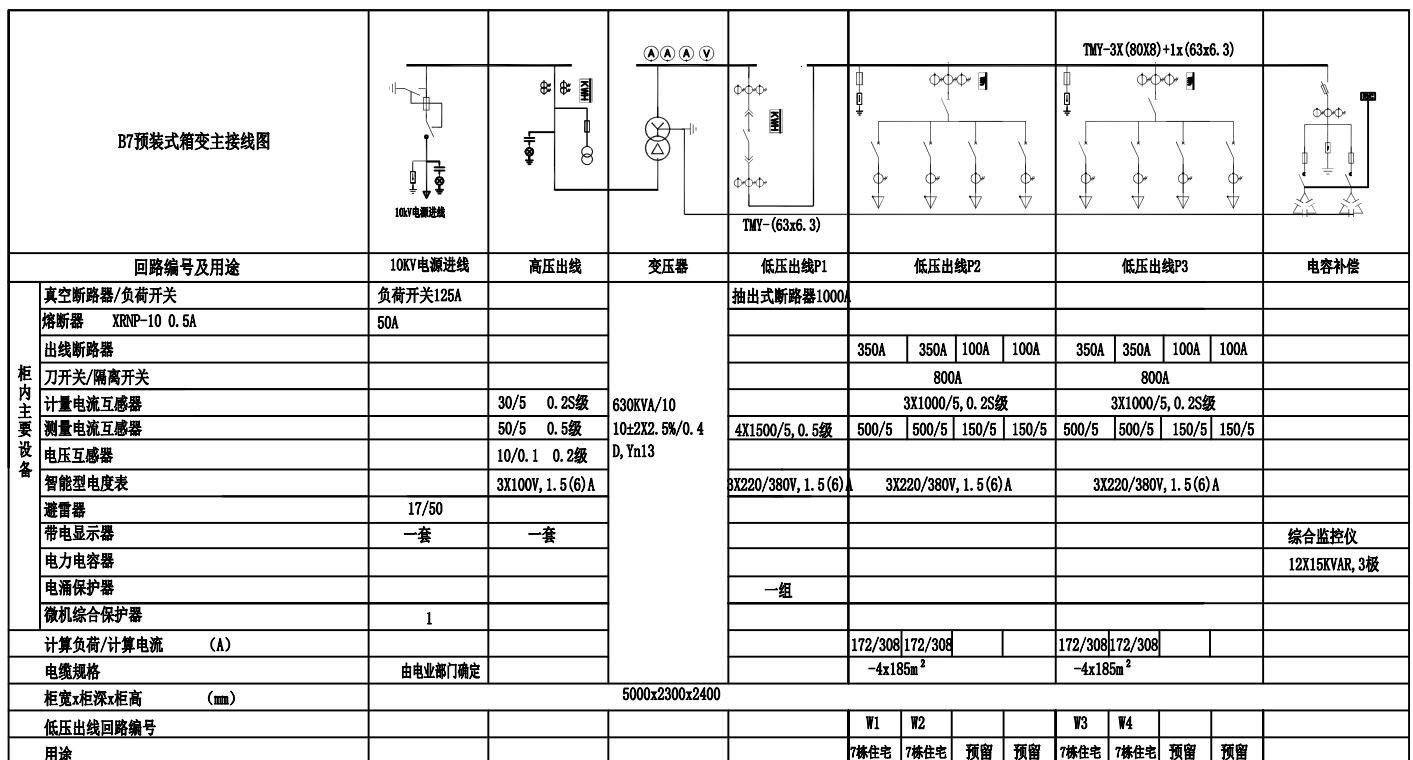 TMY-3X(80X8)+1x(63x6.3)
A A A V
KWH
KWH
B7预装式箱变主接线图
10kV电源进线
TMY-(63x6.3)
回路编号及用途 10KV电源进线 高压出线 变压器 低压出线P1 低压出线P2 低压出线P3 电容补偿
柜内主要设备
真空断路器/负荷开关 负荷开关125A 抽出式断路器1000A
熔断器 XRNP-10 0.5A 50A
出线断路器 350A 350A 100A 100A 350A 350A 100A 100A
刀开关/隔离开关 800A 800A
计量电流互感器 30/5 0.2S级 630KVA/10 3X1000/5,0.2S级 3X1000/5,0.2S级
测量电流互感器 50/5 0.5级 10±2X2.5%/0.4 4X1500/5,0.5级 500/5 500/5 150/5 150/5 500/5 500/5 150/5 150/5
电压互感器 10/0.1 0.2级 D,Yn13
智能型电度表 3X100V,1.5(6)A 3X220/380V,1.5(6)A 3X220/380V,1.5(6)A 3X220/380V,1.5(6)A
避雷器 17/50
带电显示器 一套 一套 综合监控仪
电力电容器 12X15KVAR,3极
电涌保护器 一组
微机综合保护器 1
计算负荷/计算电流 (A) 172/308 172/308 172/308 172/308
电缆规格 由电业部门确定 -4x185m² -4x185m²
柜宽x柜深x柜高 (mm) 5000x2300x2400
低压出线回路编号 W1 W2 W3 W4
用途 7栋住宅 7栋住宅 预留 预留 7栋住宅 7栋住宅 预留 预留